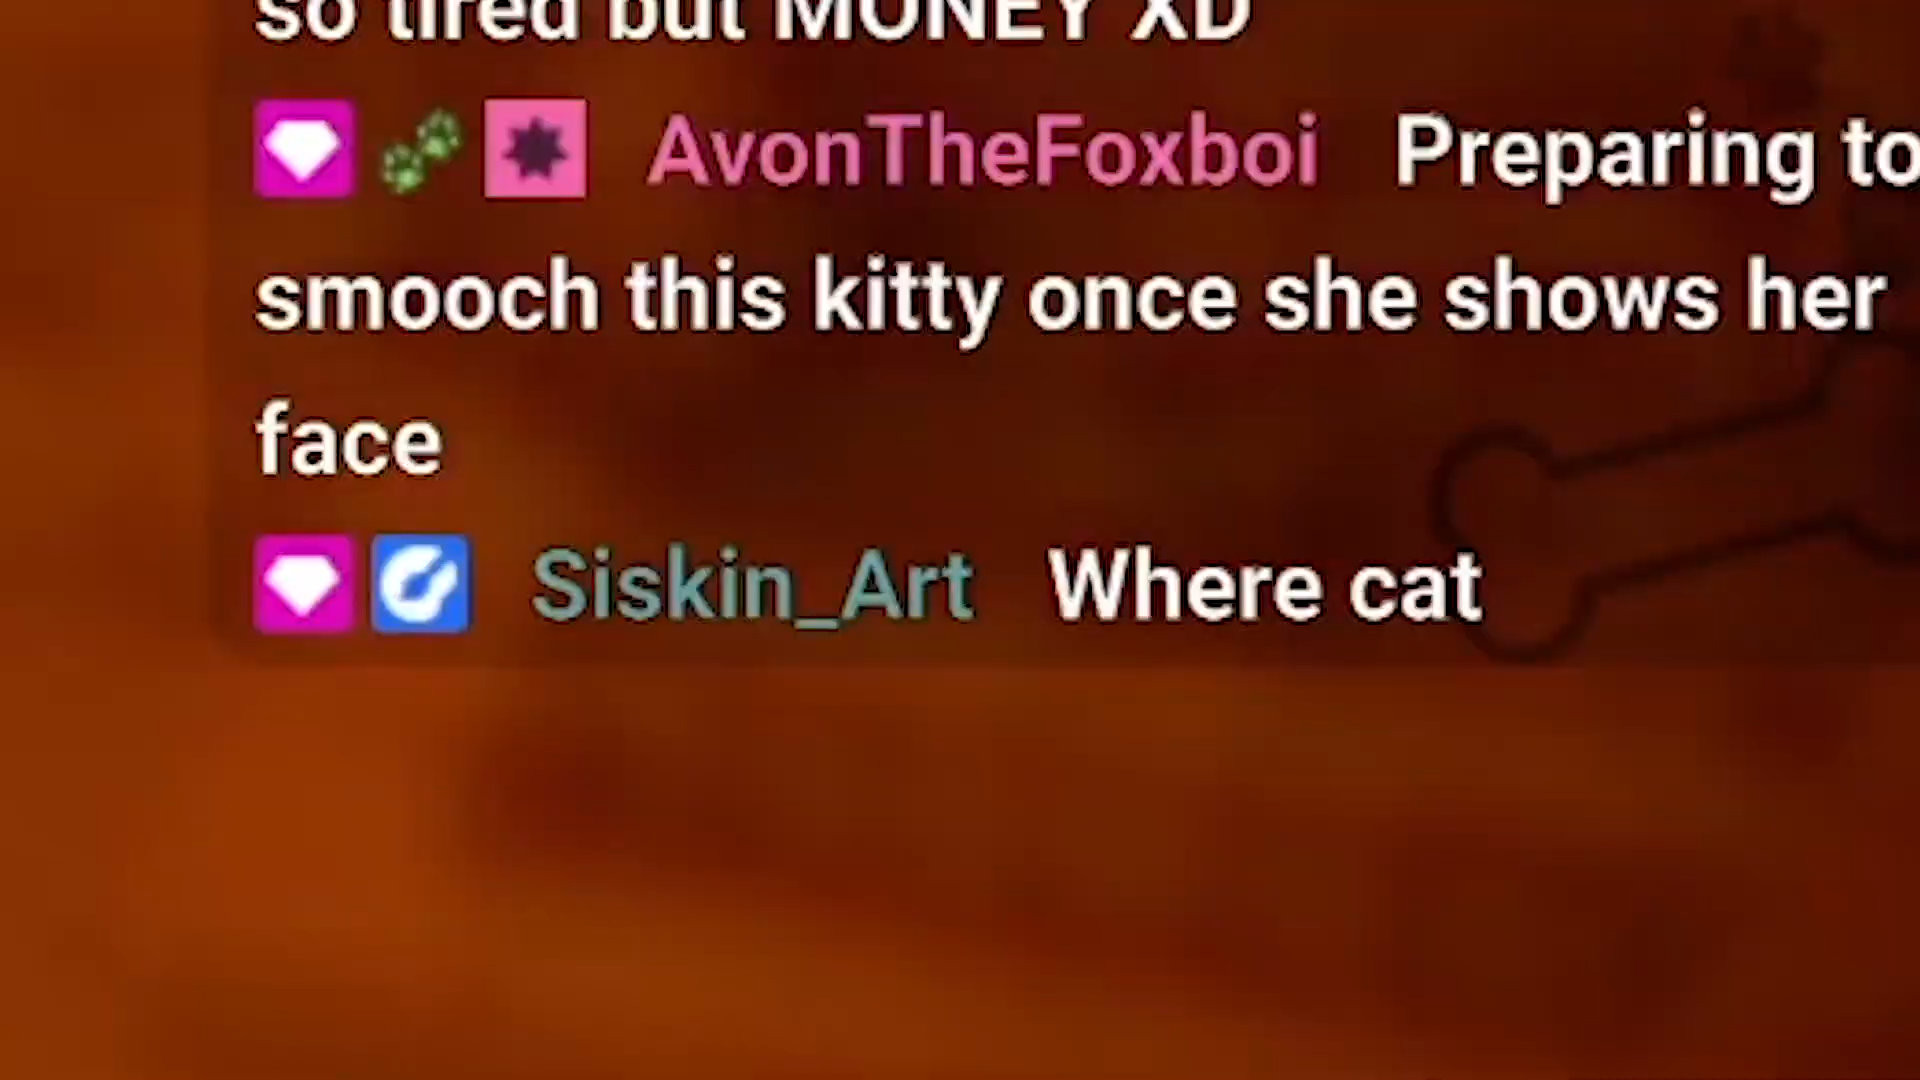 so tired but MONEY XD
AvonTheFoxboi Preparing to
smooch this kitty once she shows her
face
Siskin_Art Where cat